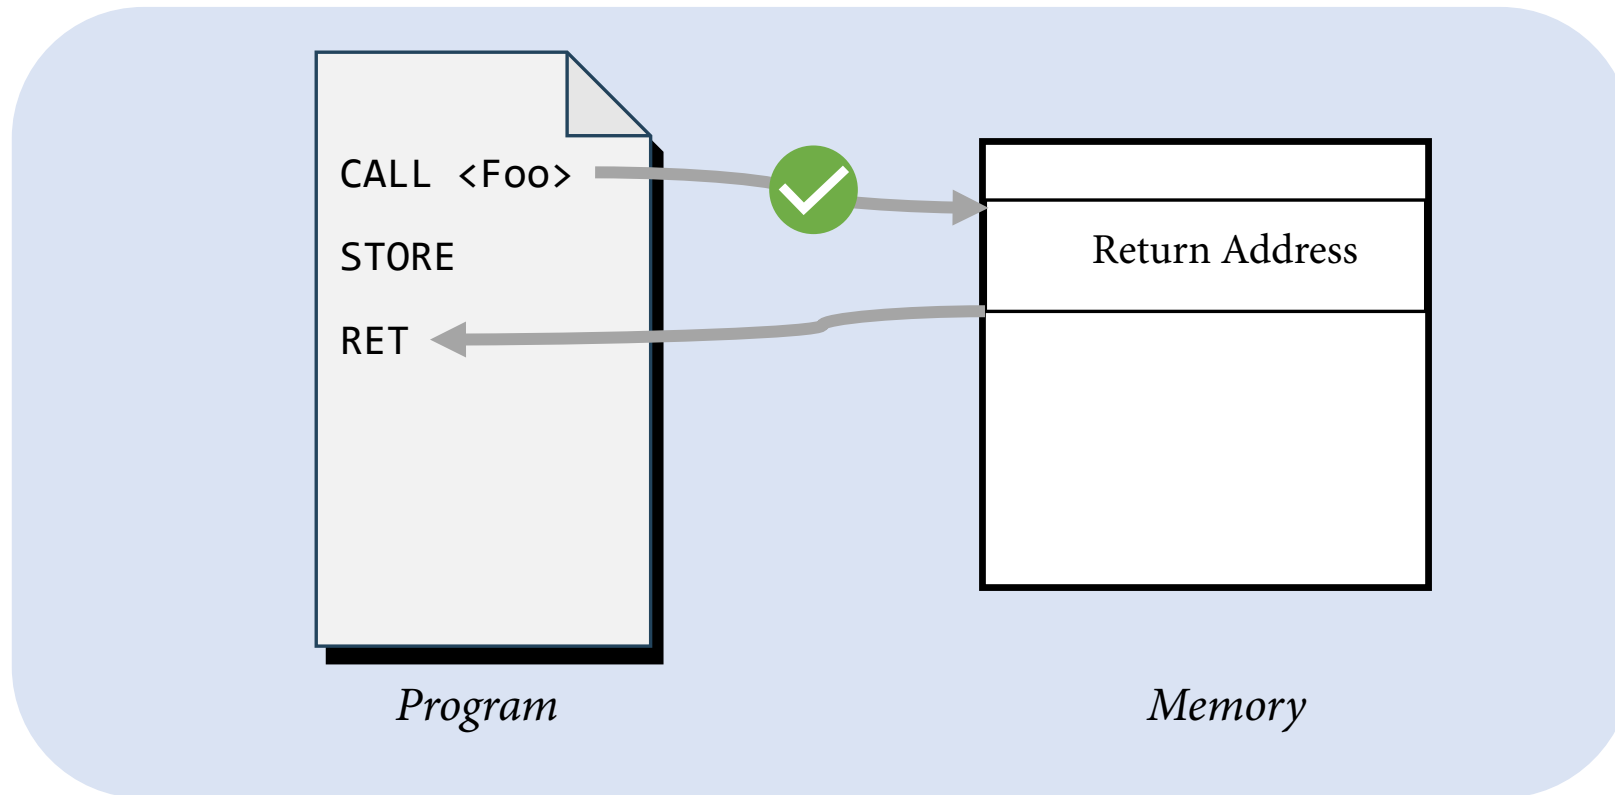 CALL <Foo>
STORE
RET
Return Address
Program
Memory